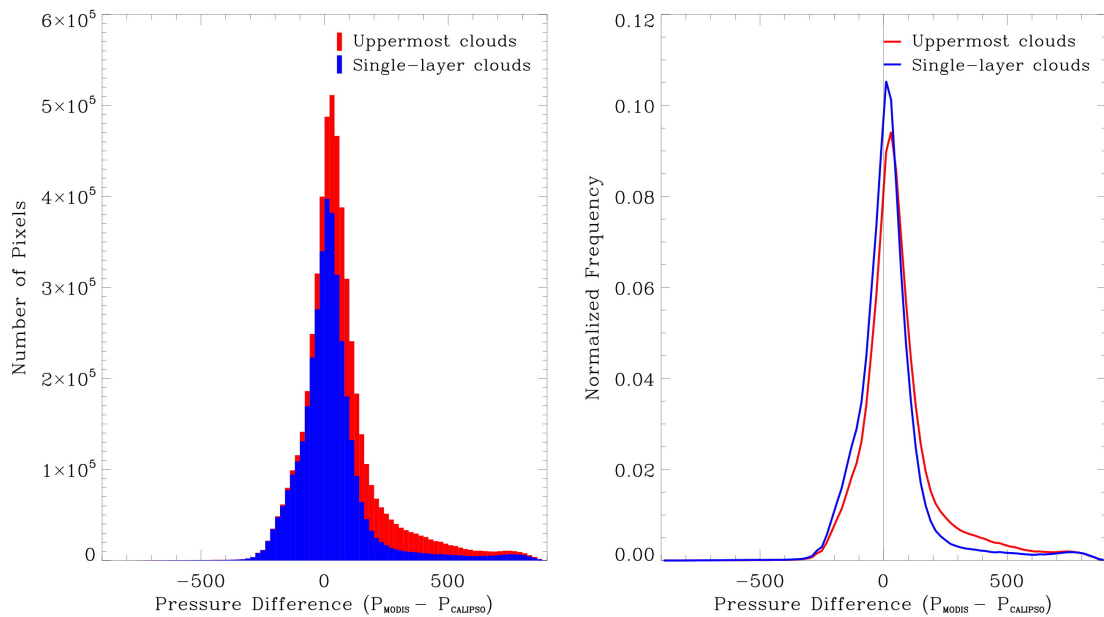 6×10⁵
5×10⁵
4×10⁵
3×10⁵
2×10⁵
1×10⁵
0
Number of Pixels
Uppermost clouds
Single−layer clouds
−500
0
500
Pressure Difference (P_MODIS − P_CALIPSO)
0.12
0.10
0.08
0.06
0.04
0.02
0.00
Normalized Frequency
Uppermost clouds
Single−layer clouds
−500
0
500
Pressure Difference (P_MODIS − P_CALIPSO)